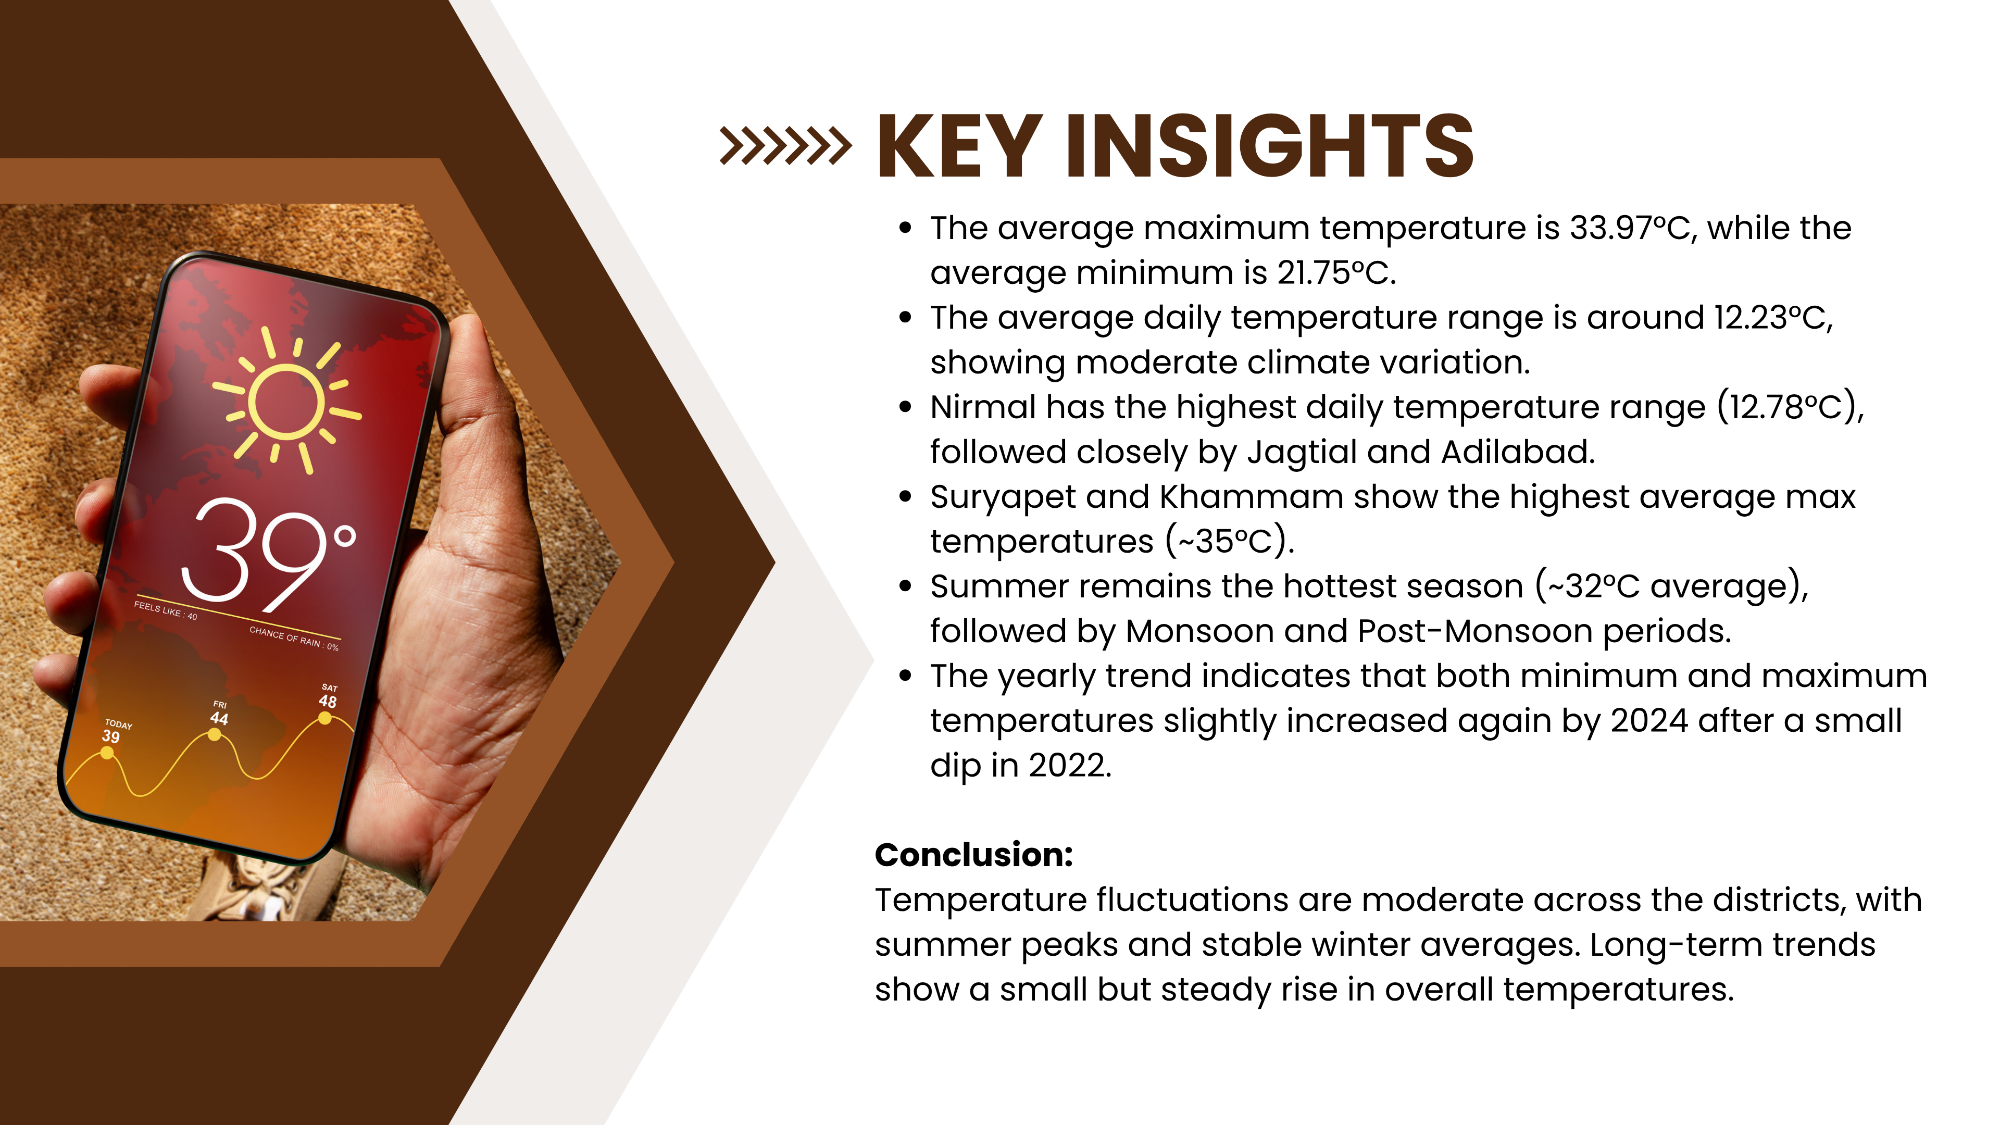 KEY INSIGHTS
• The average maximum temperature is 33.97°C, while the
average minimum is 21.75°C.
• The average daily temperature range is around 12.23°C,
showing moderate climate variation.
• Nirmal has the highest daily temperature range (12.78°C),
followed closely by Jagtial and Adilabad.
• Suryapet and Khammam show the highest average max
temperatures (~35°C).
• Summer remains the hottest season (~32°C average),
followed by Monsoon and Post-Monsoon periods.
• The yearly trend indicates that both minimum and maximum
temperatures slightly increased again by 2024 after a small
dip in 2022.
Conclusion:
Temperature fluctuations are moderate across the districts, with
summer peaks and stable winter averages. Long-term trends
show a small but steady rise in overall temperatures.
39°
FEELS LIKE : 40
CHANCE OF RAIN : 0%
TODAY
39
FRI
44
SAT
48